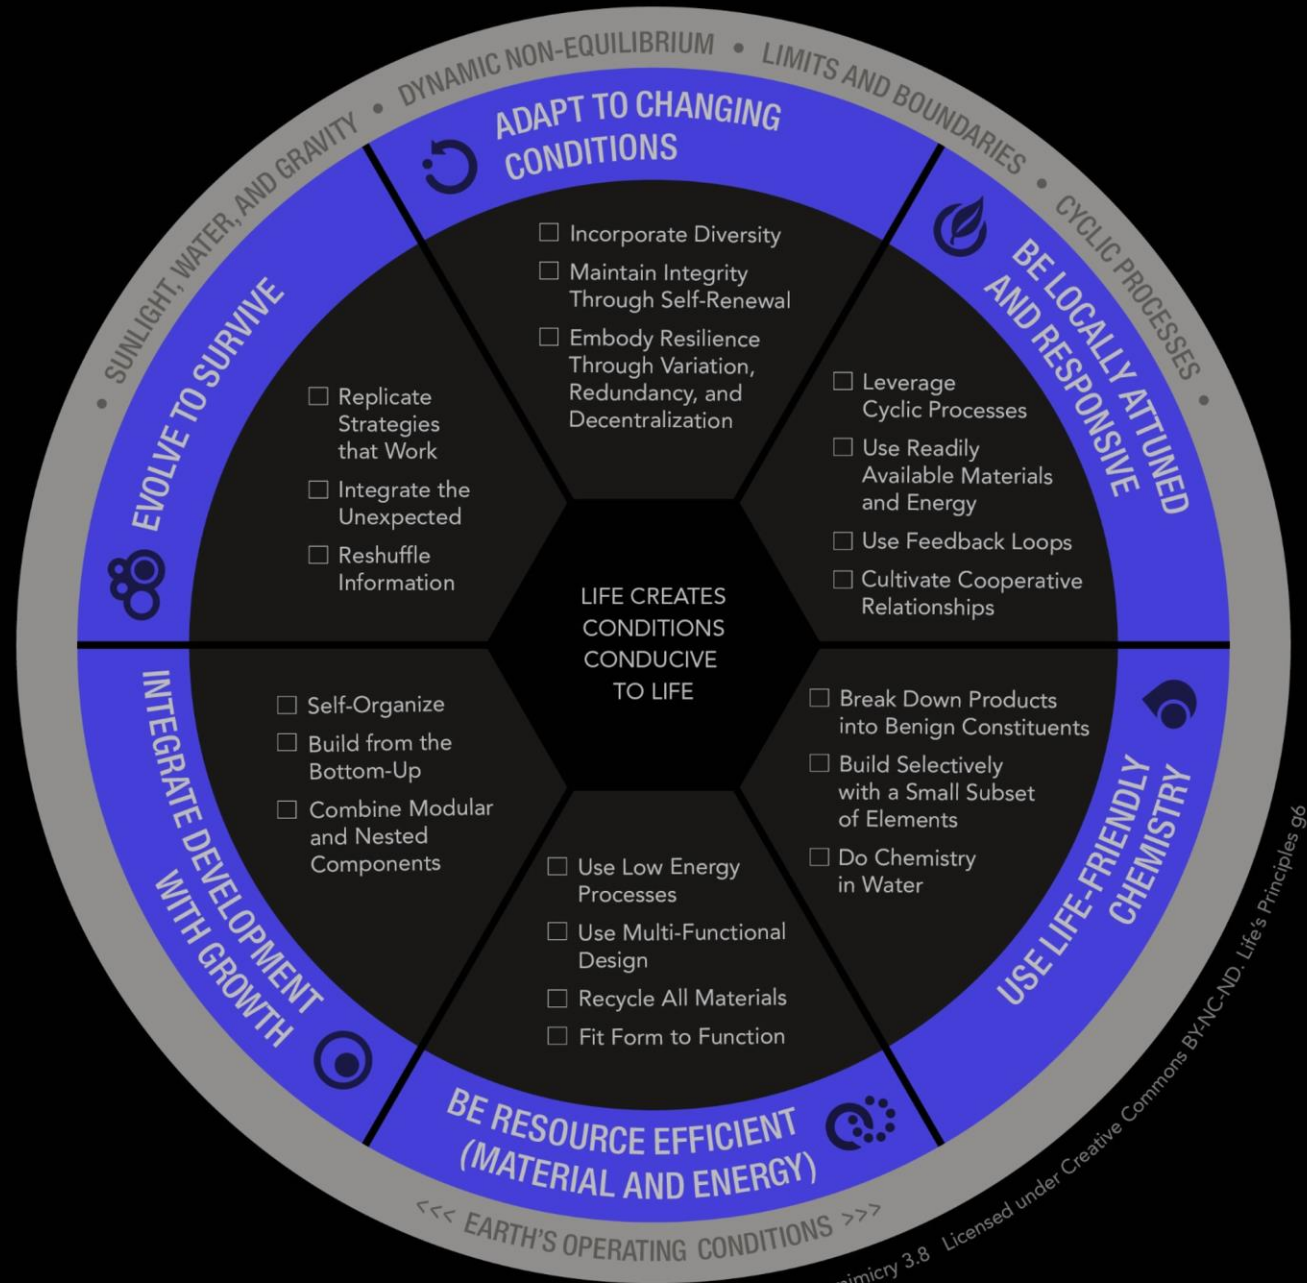 • SUNLIGHT, WATER, AND GRAVITY • DYNAMIC NON-EQUILIBRIUM • LIMITS AND BOUNDARIES • CYCLIC PROCESSES •
ADAPT TO CHANGING
CONDITIONS
Incorporate Diversity
Maintain Integrity
Through Self-Renewal
Embody Resilience
Through Variation,
Redundancy, and
Decentralization
BE LOCALLY ATTUNED
AND RESPONSIVE
Leverage
Cyclic Processes
Use Readily
Available Materials
and Energy
Use Feedback Loops
Cultivate Cooperative
Relationships
USE LIFE-FRIENDLY
CHEMISTRY
Break Down Products
into Benign Constituents
Build Selectively
with a Small Subset
of Elements
Do Chemistry
in Water
BE RESOURCE EFFICIENT
(MATERIAL AND ENERGY)
Use Low Energy
Processes
Use Multi-Functional
Design
Recycle All Materials
Fit Form to Function
INTEGRATE DEVELOPMENT
WITH GROWTH
Self-Organize
Build from the
Bottom-Up
Combine Modular
and Nested
Components
EVOLVE TO SURVIVE
Replicate
Strategies
that Work
Integrate the
Unexpected
Reshuffle
Information
LIFE CREATES
CONDITIONS
CONDUCIVE
TO LIFE
<<< EARTH'S OPERATING CONDITIONS >>>
3.8 Licensed under Creative Commons BY-NC-ND. Life's Principles